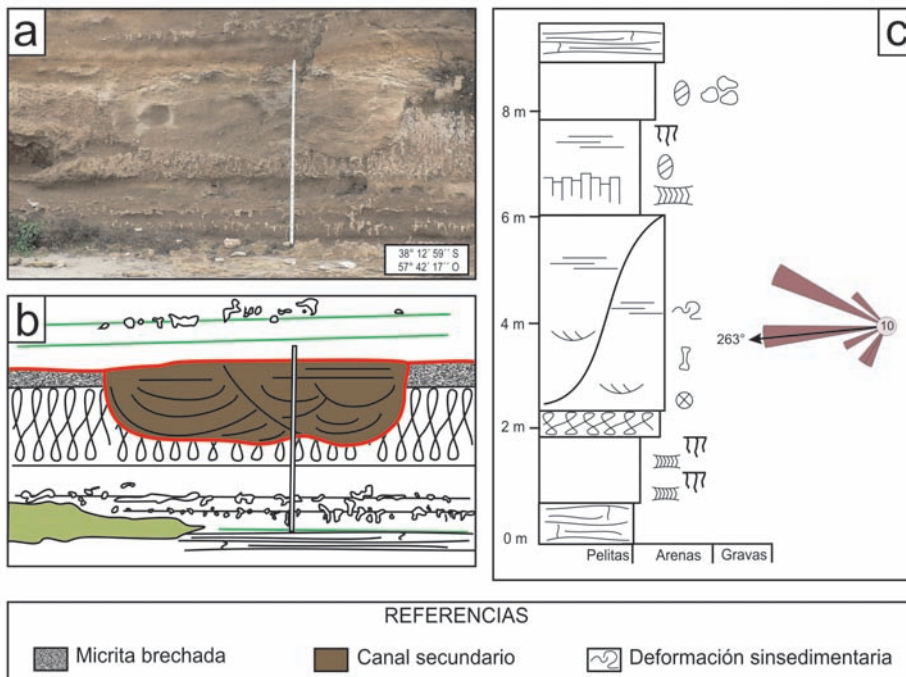 a
38° 12´ 59´´ S
57° 42´ 17´´ O
b
c
8 m
6 m
4 m
2 m
0 m
Pelitas
Arenas
Gravas
263°
10
REFERENCIAS
Micrita brechada
Canal secundario
Deformación sinsedimentaria